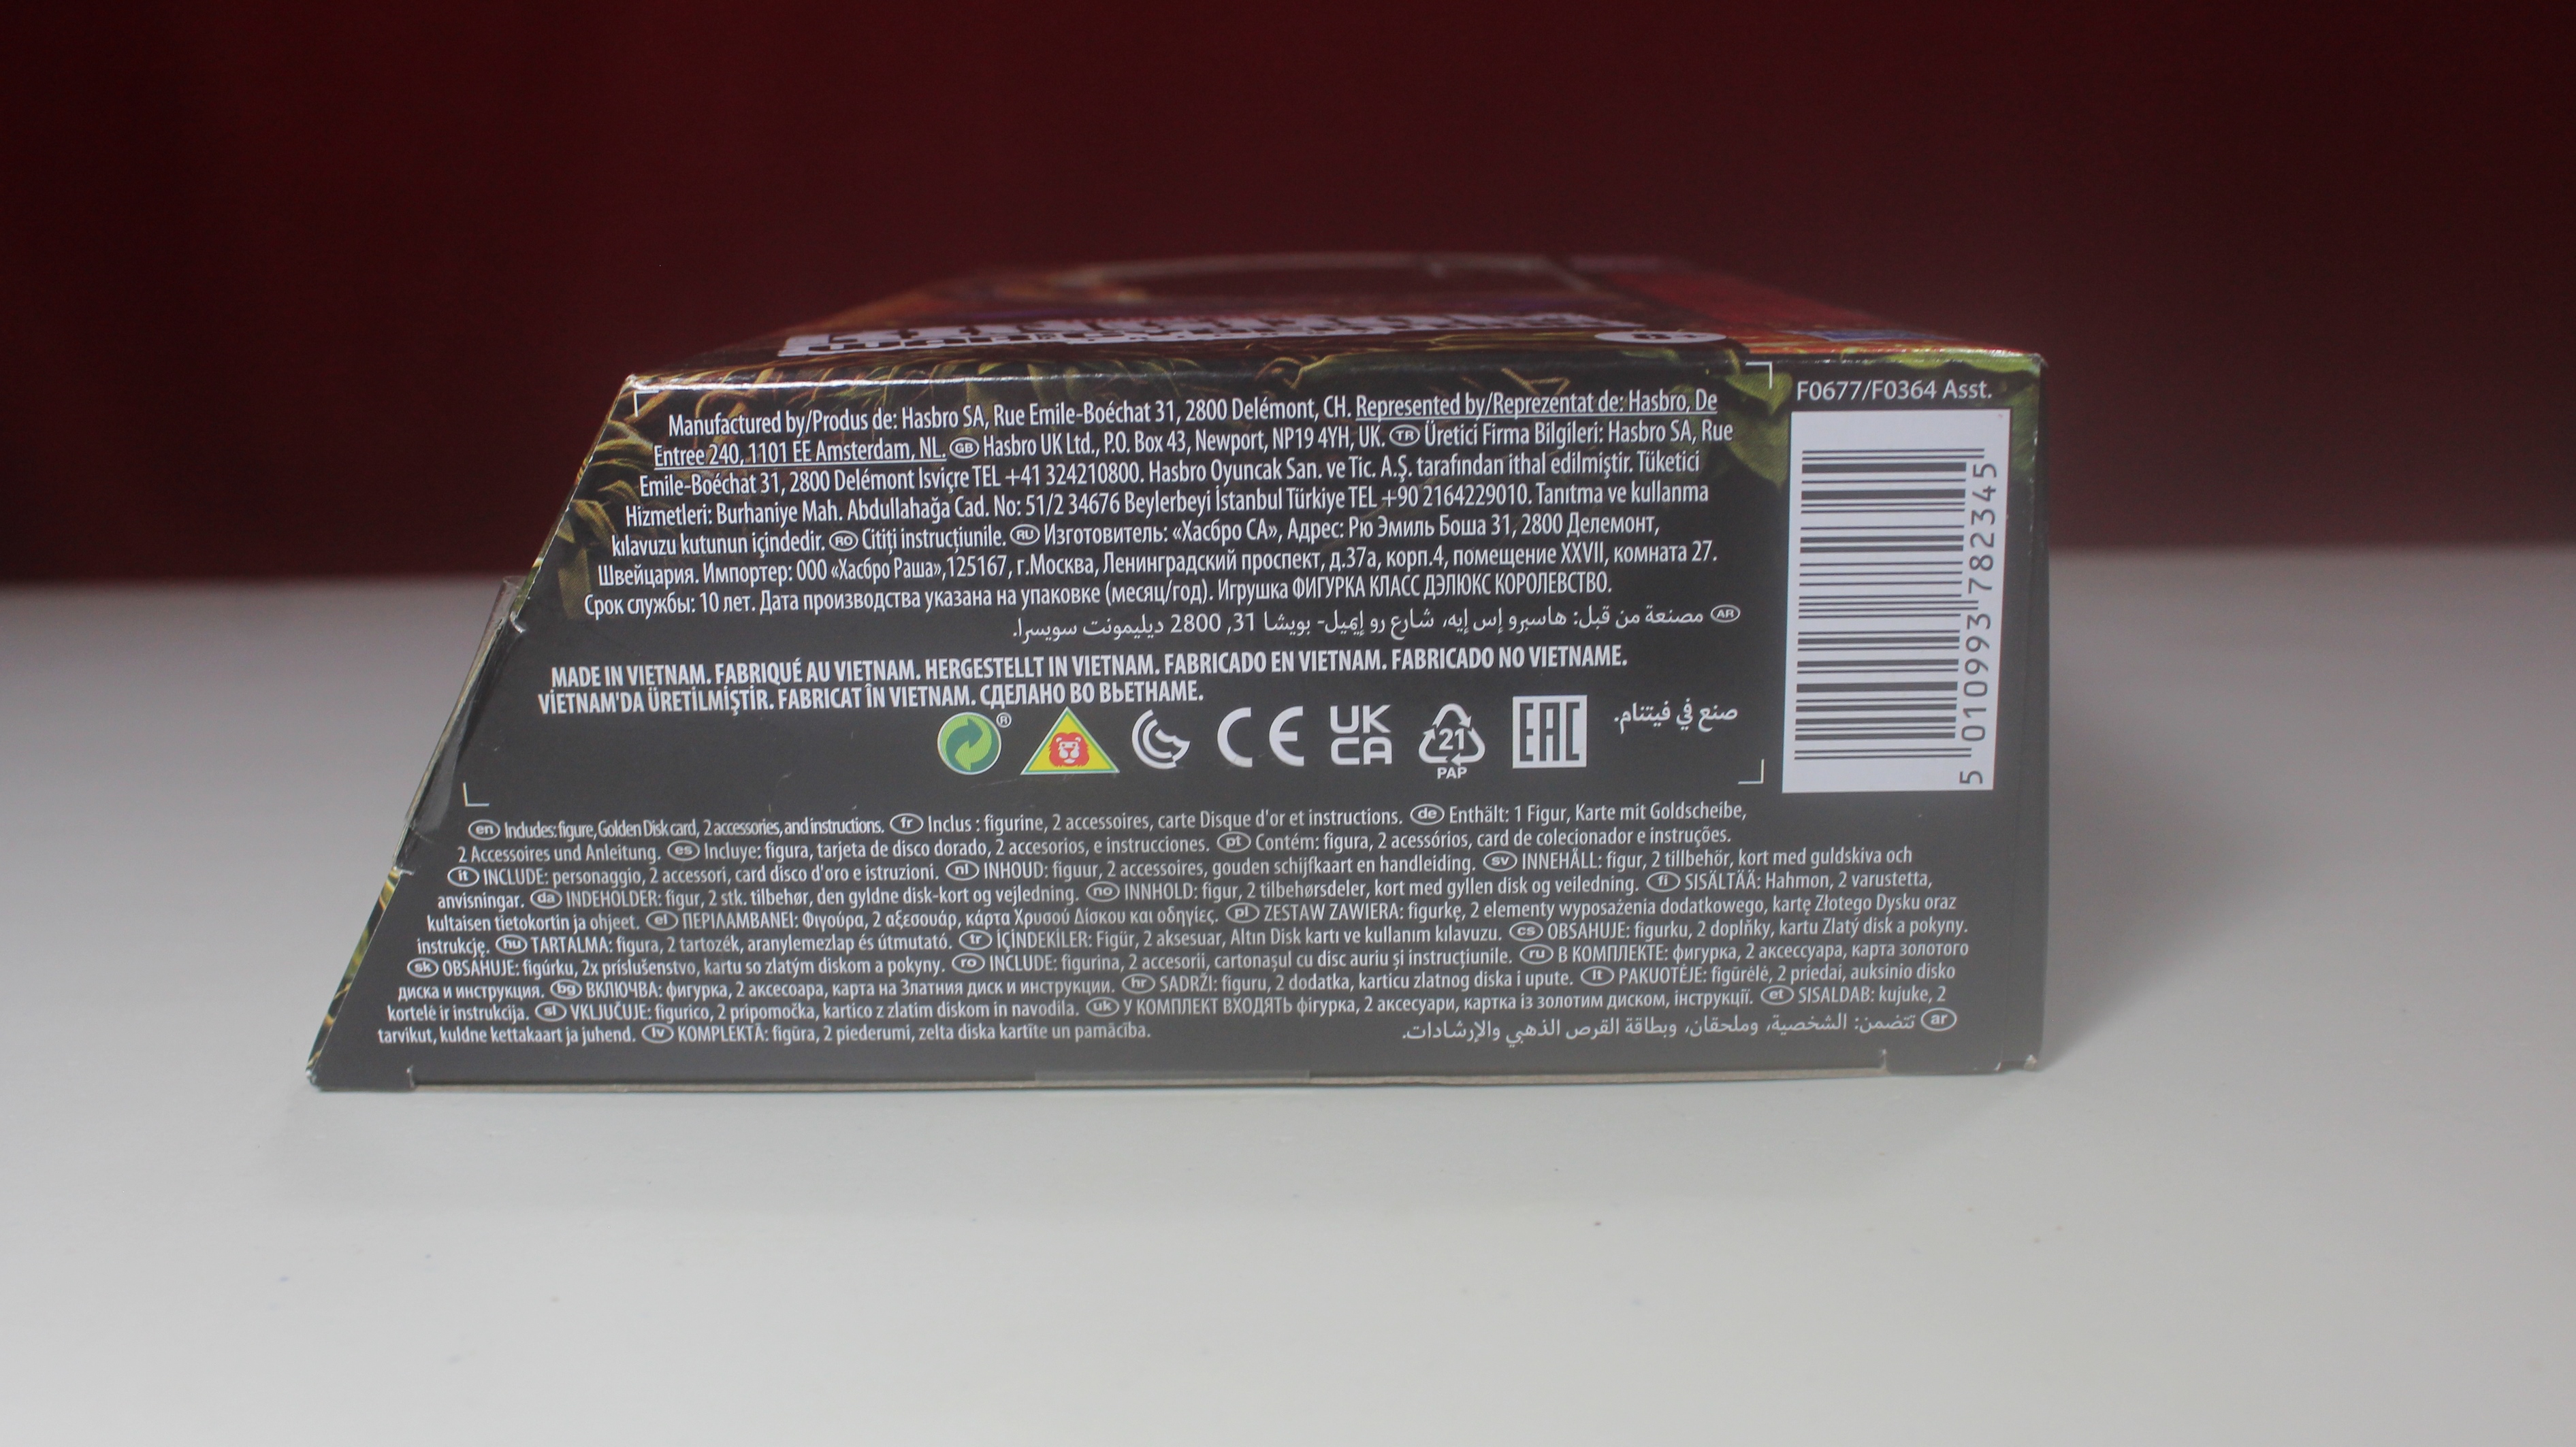 F0677/F0364 Asst.
Manufactured by/Produs de: Hasbro SA, Rue Emile-Boéchat 31, 2800 Delémont, CH. Represented by/Reprezentat de: Hasbro, De
Entree 240, 1101 EE Amsterdam, NL. GB Hasbro UK Ltd., P.O. Box 43, Newport, NP19 4YH, UK. TR Üretici Firma Bilgileri: Hasbro SA, Rue
Emile-Boéchat 31, 2800 Delémont Isviçre TEL +41 324210800. Hasbro Oyuncak San. ve Tic. A.Ş. tarafından ithal edilmiştir. Tüketici
Hizmetleri: Burhaniye Mah. Abdullahağa Cad. No: 51/2 34676 Beylerbeyi İstanbul Türkiye TEL +90 2164229010. Tanıtma ve kullanma
kılavuzu kutunun içindedir. RO Citiți instrucțiunile. RU Изготовитель: «Хасбро СА», Адрес: Рю Эмиль Боша 31, 2800 Делемонт,
Швейцария. Импортер: ООО «Хасбро Раша»,125167, г.Москва, Ленинградский проспект, д.37а, корп.4, помещение XXVII, комната 27.
Срок службы: 10 лет. Дата производства указана на упаковке (месяц/год). Игрушка ФИГУРКА КЛАСС ДЭЛЮКС КОРОЛЕВСТВО.
AR مصنعة من قبل: هاسبرو إس إيه، شارع رو إيميل- بويشا 31, 2800 ديليمونت سويسرا.
MADE IN VIETNAM. FABRIQUÉ AU VIETNAM. HERGESTELLT IN VIETNAM. FABRICADO EN VIETNAM. FABRICADO NO VIETNAME.
VİETNAM'DA ÜRETİLMİŞTİR. FABRICAT ÎN VIETNAM. СДЕЛАНО ВО ВЬЕТНАМЕ.
صنع في فيتنام.
® CE UK CA 21 PAP EAC
5 010993 782345
en Includes: figure, Golden Disk card, 2 accessories, and instructions. fr Inclus : figurine, 2 accessoires, carte Disque d'or et instructions. de Enthält: 1 Figur, Karte mit Goldscheibe,
2 Accessoires und Anleitung. es Incluye: figura, tarjeta de disco dorado, 2 accesorios, e instrucciones. pt Contém: figura, 2 acessórios, card de colecionador e instruções.
it INCLUDE: personaggio, 2 accessori, card disco d'oro e istruzioni. nl INHOUD: figuur, 2 accessoires, gouden schijfkaart en handleiding. sv INNEHÅLL: figur, 2 tillbehör, kort med guldskiva och
anvisningar. da INDEHOLDER: figur, 2 stk. tilbehør, den gyldne disk-kort og vejledning. no INNHOLD: figur, 2 tilbehørsdeler, kort med gyllen disk og veiledning. fi SISÄLTÄÄ: Hahmon, 2 varustetta,
kultaisen tietokortin ja ohjeet. el ΠΕΡΙΛΑΜΒΑΝΕΙ: Φιγούρα, 2 αξεσουάρ, κάρτα Χρυσού Δίσκου και οδηγίες. pl ZESTAW ZAWIERA: figurkę, 2 elementy wyposażenia dodatkowego, kartę Złotego Dysku oraz
instrukcję. hu TARTALMA: figura, 2 tartozék, aranylemezlap és útmutató. tr İÇİNDEKİLER: Figür, 2 aksesuar, Altın Disk kartı ve kullanım kılavuzu. cs OBSAHUJE: figurku, 2 doplňky, kartu Zlatý disk a pokyny.
sk OBSAHUJE: figúrku, 2x príslušenstvo, kartu so zlatým diskom a pokyny. ro INCLUDE: figurina, 2 accesorii, cartonașul cu disc auriu și instrucțiunile. ru В КОМПЛЕКТЕ: фигурка, 2 аксессуара, карта золотого
диска и инструкция. bg ВКЛЮЧВА: фигурка, 2 аксесоара, карта на Златния диск и инструкции. hr SADRŽI: figuru, 2 dodatka, karticu zlatnog diska i upute. lt PAKUOTĖJE: figūrėlė, 2 priedai, auksinio disko
kortelė ir instrukcija. sl VKLJUČUJE: figurico, 2 pripomočka, kartico z zlatim diskom in navodila. uk У КОМПЛЕКТ ВХОДЯТЬ фігурка, 2 аксесуари, картка із золотим диском, інструкції. et SISALDAB: kujuke, 2
tarvikut, kuldne kettakaart ja juhend. lv KOMPLEKTĀ: figūra, 2 piederumi, zelta diska kartīte un pamācība.
ar تتضمن: الشخصية، وملحقان، وبطاقة القرص الذهبي والإرشادات.